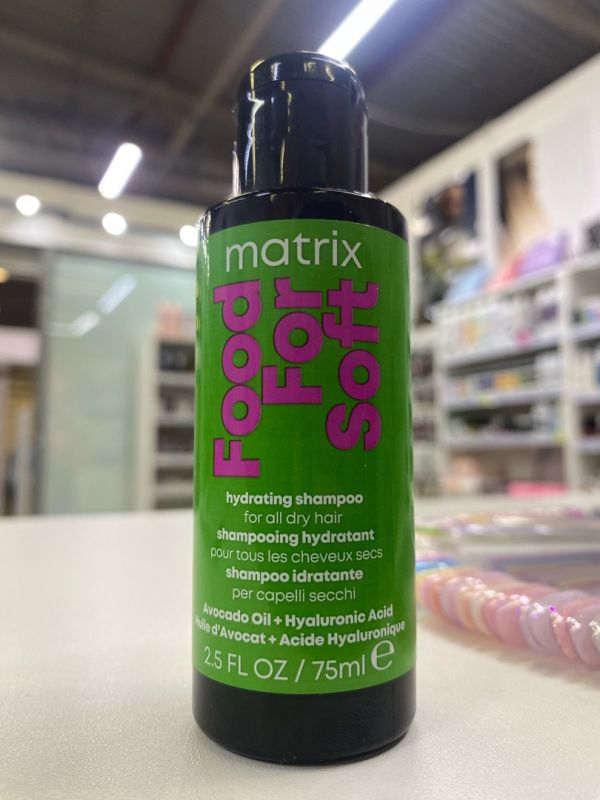 matrix
Food
For
Soft
hydrating shampoo
for all dry hair
shampooing hydratant
pour tous les cheveux secs
shampoo idratante
per capelli secchi
Avocado Oil + Hyaluronic Acid
Huile d'Avocat + Acide Hyaluronique
2.5 FL OZ / 75ml ℮